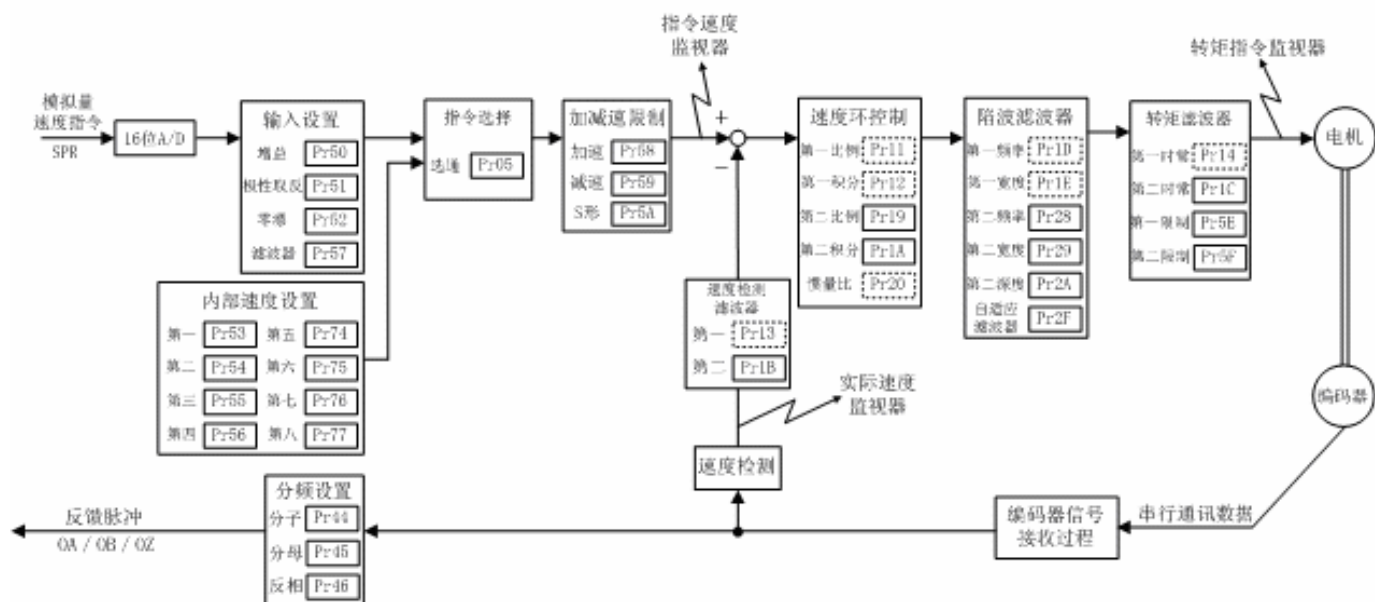 指令速度
监视器
转矩指令监视器
模拟量
速度指令
SPR
16位A/D
输入设置
增益 Pr50
极性取反 Pr51
零漂 Pr52
滤波器 Pr57
指令选择
选通 Pr05
加减速限制
加速 Pr58
减速 Pr59
S形 Pr5A
+
−
速度环控制
第一比例 Pr11
第一积分 Pr12
第二比例 Pr19
第二积分 Pr1A
惯量比 Pr20
陷波滤波器
第一频率 Pr1D
第一宽度 Pr1E
第二频率 Pr28
第二宽度 Pr29
第二深度 Pr2A
自适应
滤波器 Pr2F
转矩滤波器
第一时常 Pr14
第二时常 Pr1C
第一限制 Pr5E
第二限制 Pr5F
电机
内部速度设置
第一 Pr53 第五 Pr74
第二 Pr54 第六 Pr75
第三 Pr55 第七 Pr76
第四 Pr56 第八 Pr77
速度检测
滤波器
第一 Pr13
第二 Pr1B
实际速度
监视器
编码器
速度检测
分频设置
分子 Pr44
分母 Pr45
反相 Pr46
反馈脉冲
OA / OB / OZ
编码器信号
接收过程
串行通讯数据